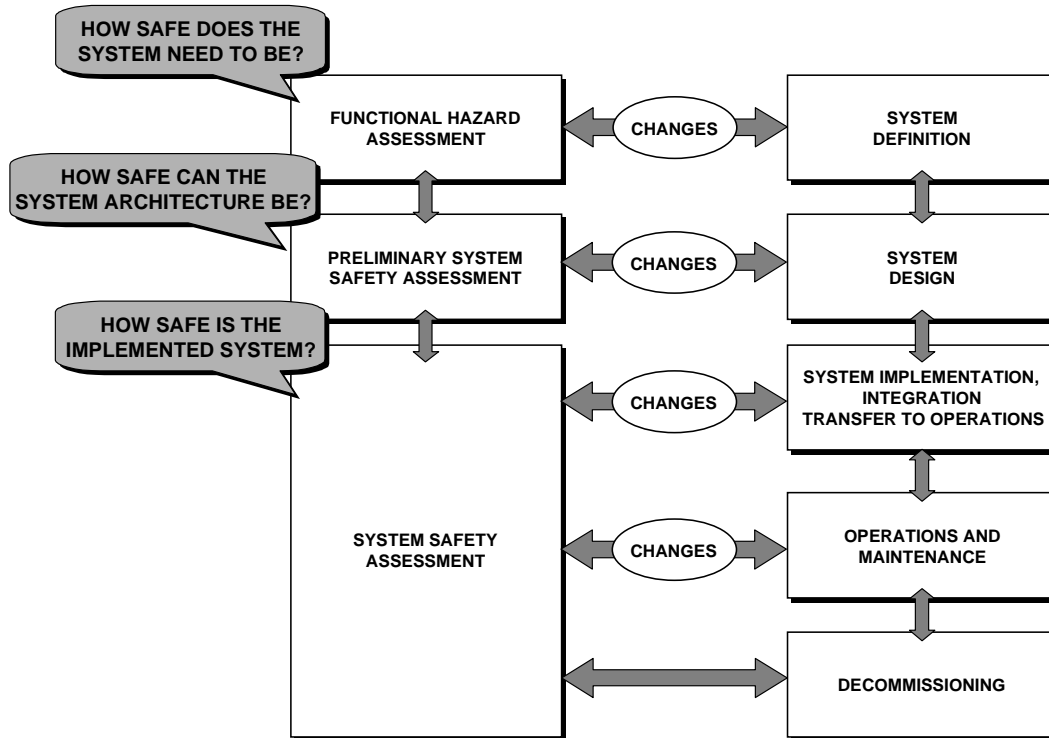 HOW SAFE DOES THE
SYSTEM NEED TO BE?
FUNCTIONAL HAZARD
ASSESSMENT
CHANGES
SYSTEM
DEFINITION
HOW SAFE CAN THE
SYSTEM ARCHITECTURE BE?
PRELIMINARY SYSTEM
SAFETY ASSESSMENT
CHANGES
SYSTEM
DESIGN
HOW SAFE IS THE
IMPLEMENTED SYSTEM?
CHANGES
SYSTEM IMPLEMENTATION,
INTEGRATION
TRANSFER TO OPERATIONS
SYSTEM SAFETY
ASSESSMENT
CHANGES
OPERATIONS AND
MAINTENANCE
DECOMMISSIONING